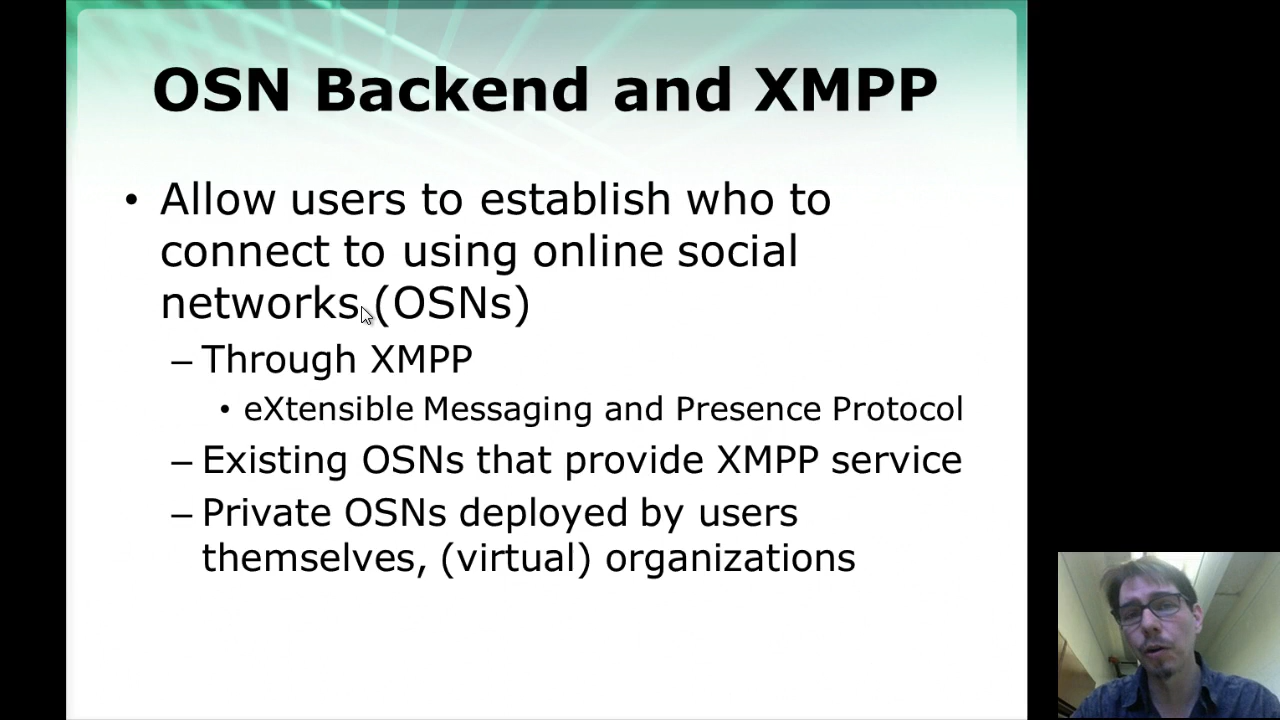 OSN Backend and XMPP
• Allow users to establish who to
connect to using online social
networks (OSNs)
– Through XMPP
• eXtensible Messaging and Presence Protocol
– Existing OSNs that provide XMPP service
– Private OSNs deployed by users
themselves, (virtual) organizations